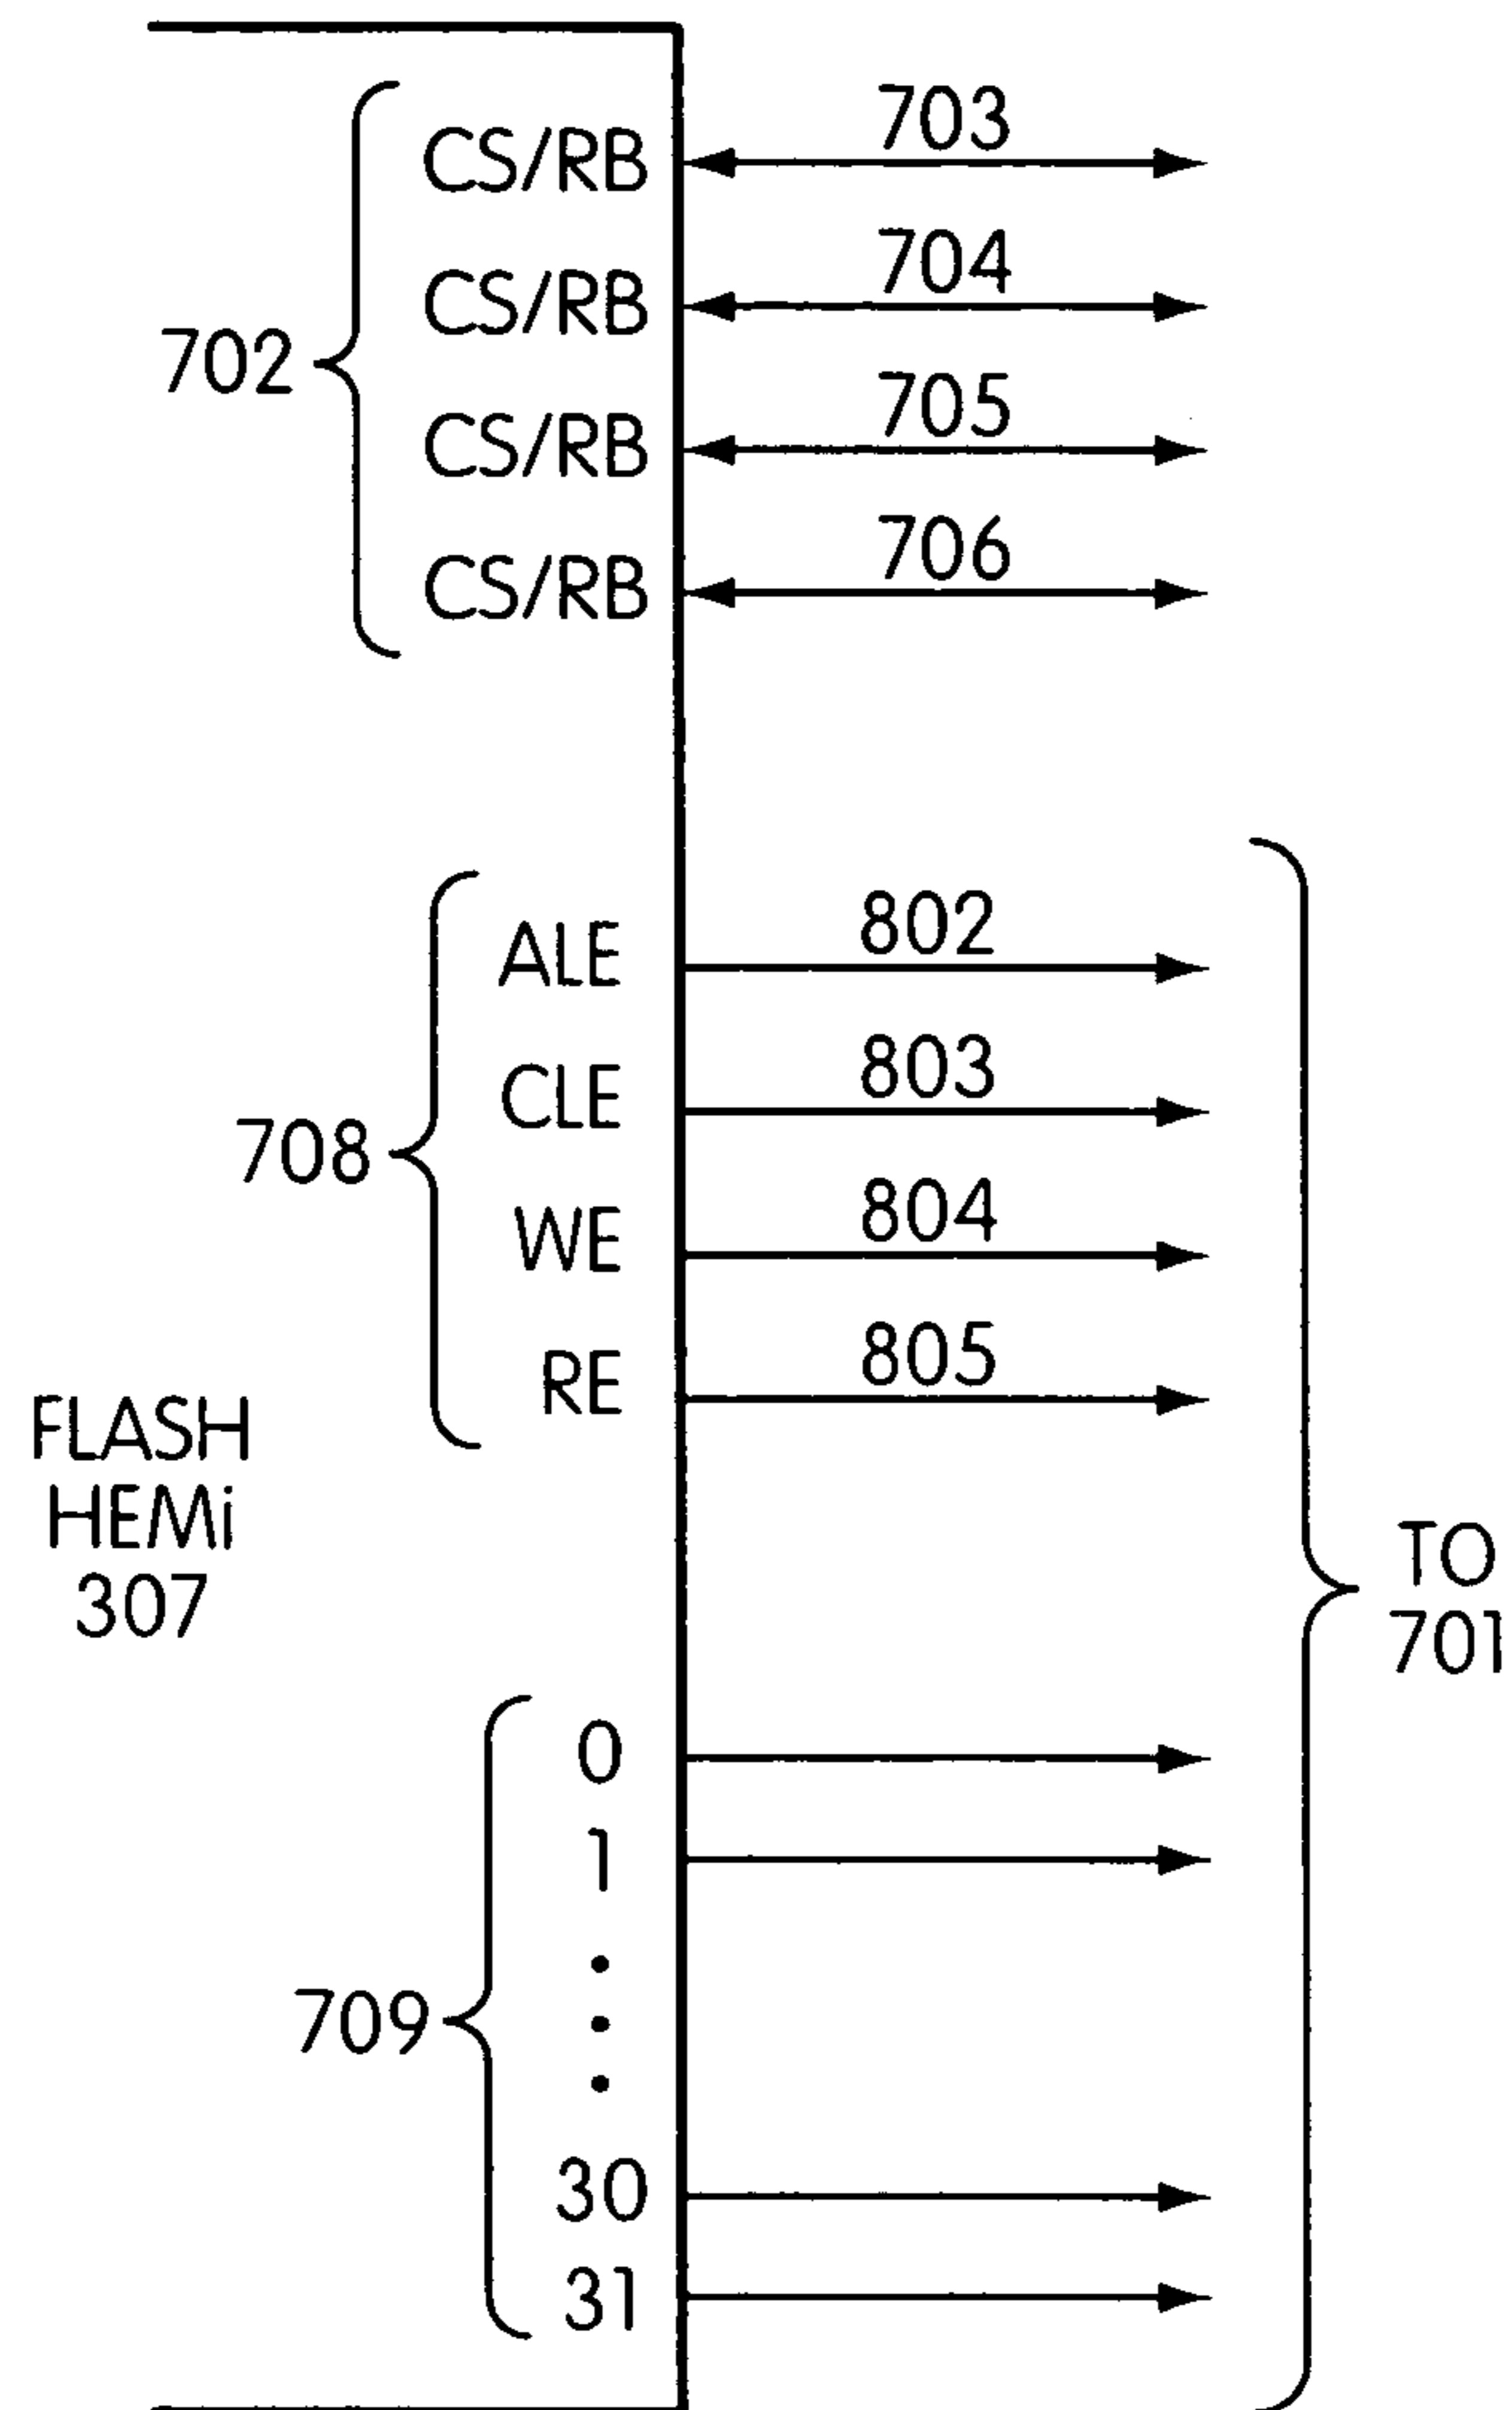 703
CS/RB
704
CS/RB
702
705
CS/RB
706
CS/RB
802
ALE
803
CLE
708
804
WE
805
RE
FLASH
HEMi
307
TO
701
0
1
709
30
31